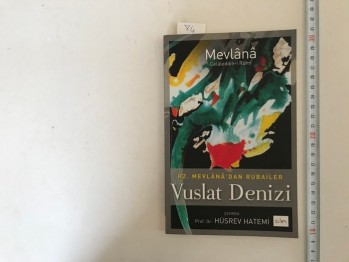 Mevlânâ
Celâleddîn-i Rûmî
HZ. MEVLÂNÂ'DAN RUBAİLER
Vuslat Denizi
Prof. Dr. HÜSREV HATEMİ